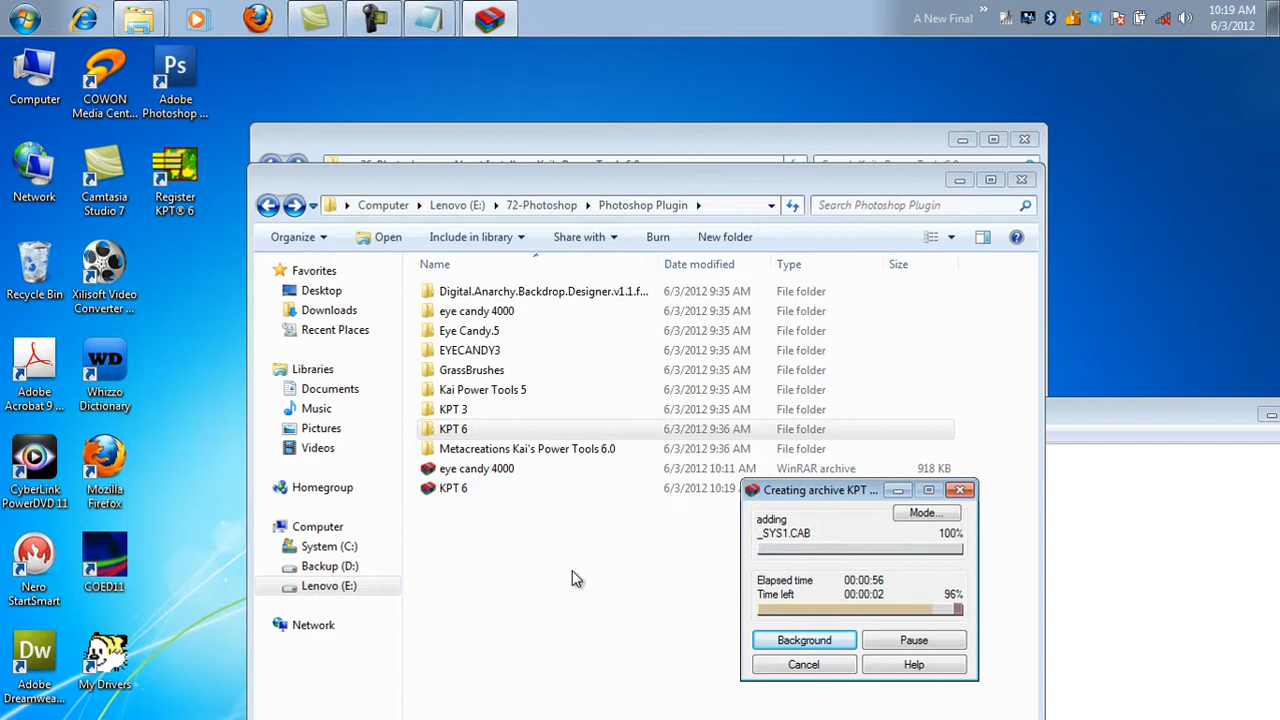 A New Final
»
10:19 AM
6/3/2012
Computer
COWON
Media Cent...
Ps
Adobe
Photoshop ...
Network
Camtasia
Studio 7
Register
KPT® 6
Recycle Bin
Xilisoft Video
Converter ...
Adobe
Acrobat 9 ...
WD
Whizzo
Dictionary
CyberLink
PowerDVD 11
Mozilla
Firefox
Nero
StartSmart
COED11
Dw
Adobe
Dreamwea...
My Drivers
Computer
Lenovo (E:)
72-Photoshop
Photoshop Plugin
Search Photoshop Plugin
Organize
Open
Include in library
Share with
Burn
New folder
Favorites
Desktop
Downloads
Recent Places
Libraries
Documents
Music
Pictures
Videos
Homegroup
Computer
System (C:)
Backup (D:)
Lenovo (E:)
Network
Name Date modified Type Size
Digital.Anarchy.Backdrop.Designer.v1.1.f... 6/3/2012 9:35 AM File folder
eye candy 4000 6/3/2012 9:35 AM File folder
Eye Candy.5 6/3/2012 9:35 AM File folder
EYECANDY3 6/3/2012 9:35 AM File folder
GrassBrushes 6/3/2012 9:35 AM File folder
Kai Power Tools 5 6/3/2012 9:35 AM File folder
KPT 3 6/3/2012 9:35 AM File folder
KPT 6 6/3/2012 9:36 AM File folder
Metacreations Kai's Power Tools 6.0 6/3/2012 9:36 AM File folder
eye candy 4000 6/3/2012 10:11 AM WinRAR archive 918 KB
KPT 6 6/3/2012 10:19
Creating archive KPT ...
Mode...
adding
_SYS1.CAB 100%
Elapsed time 00:00:56
Time left 00:00:02 96%
Background Pause
Cancel Help